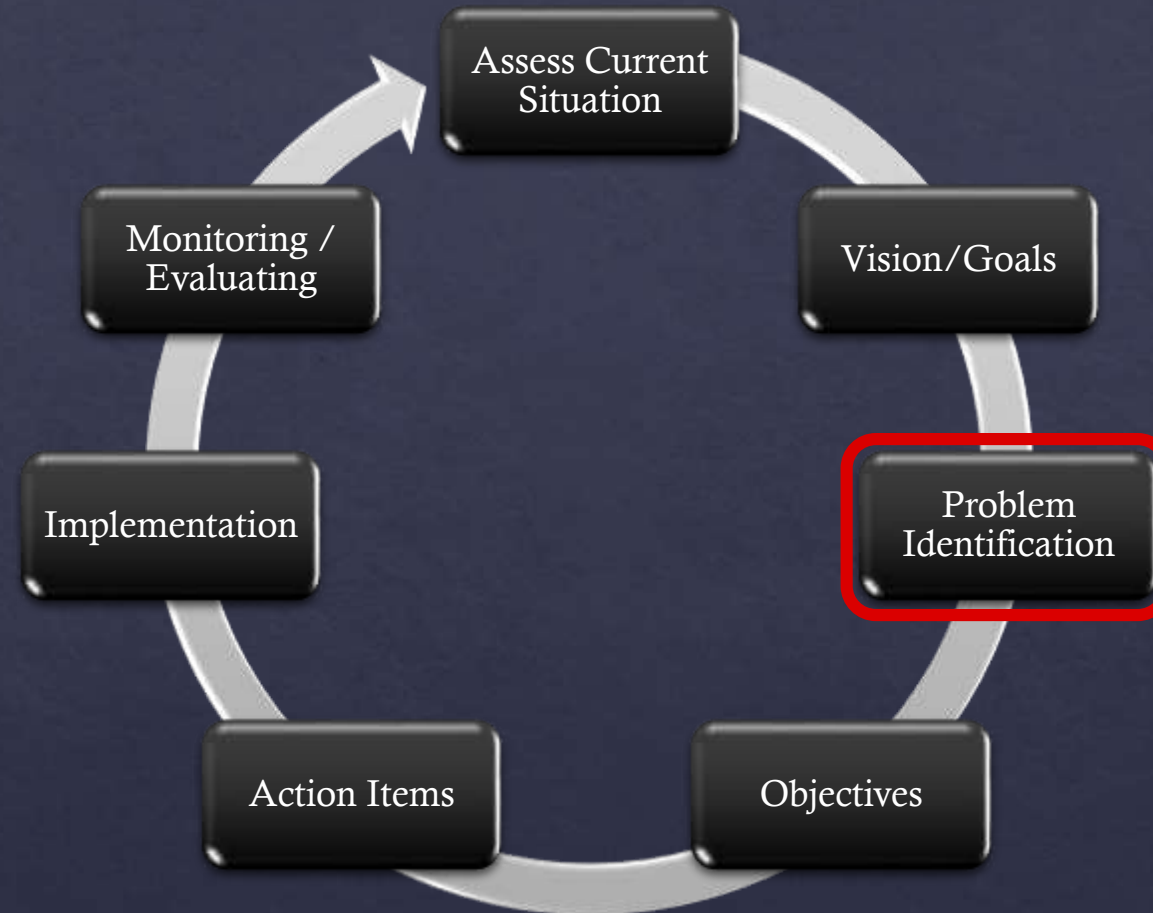 Assess Current
Situation
Vision/Goals
Problem
Identification
Objectives
Action Items
Implementation
Monitoring /
Evaluating